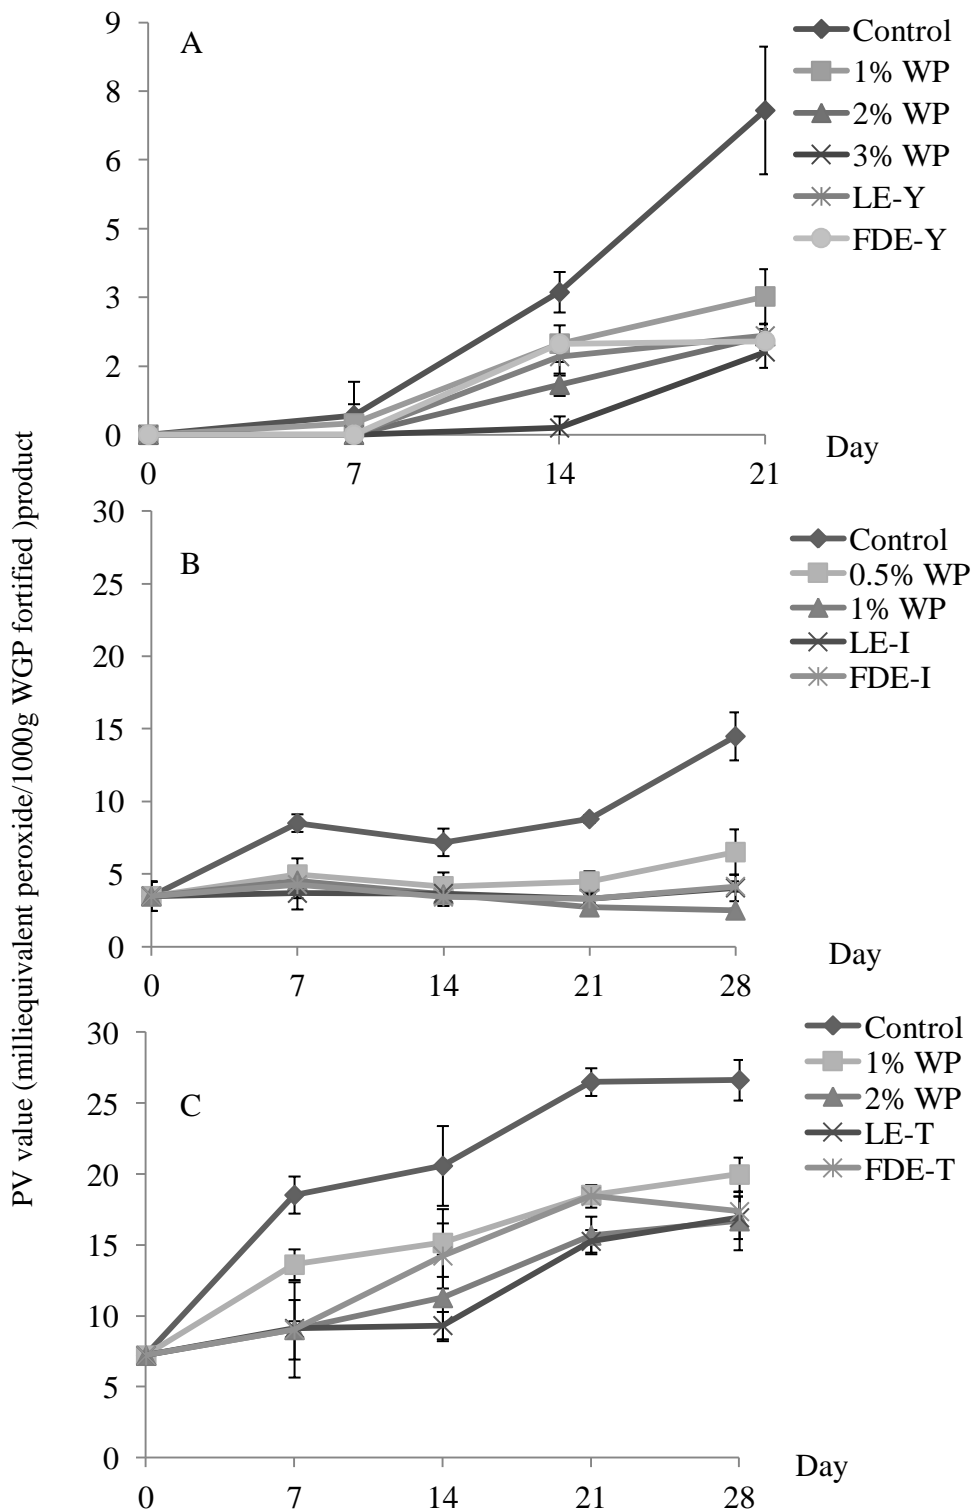 PV value (milliequivalent peroxide/1000g WGP fortified )product
A
9
8
6
5
3
2
0
0 7 14 21
Day
Control
1% WP
2% WP
3% WP
LE-Y
FDE-Y
B
30
25
20
15
10
5
0
0 7 14 21 28
Day
Control
0.5% WP
1% WP
LE-I
FDE-I
C
30
25
20
15
10
5
0
0 7 14 21 28
Day
Control
1% WP
2% WP
LE-T
FDE-T